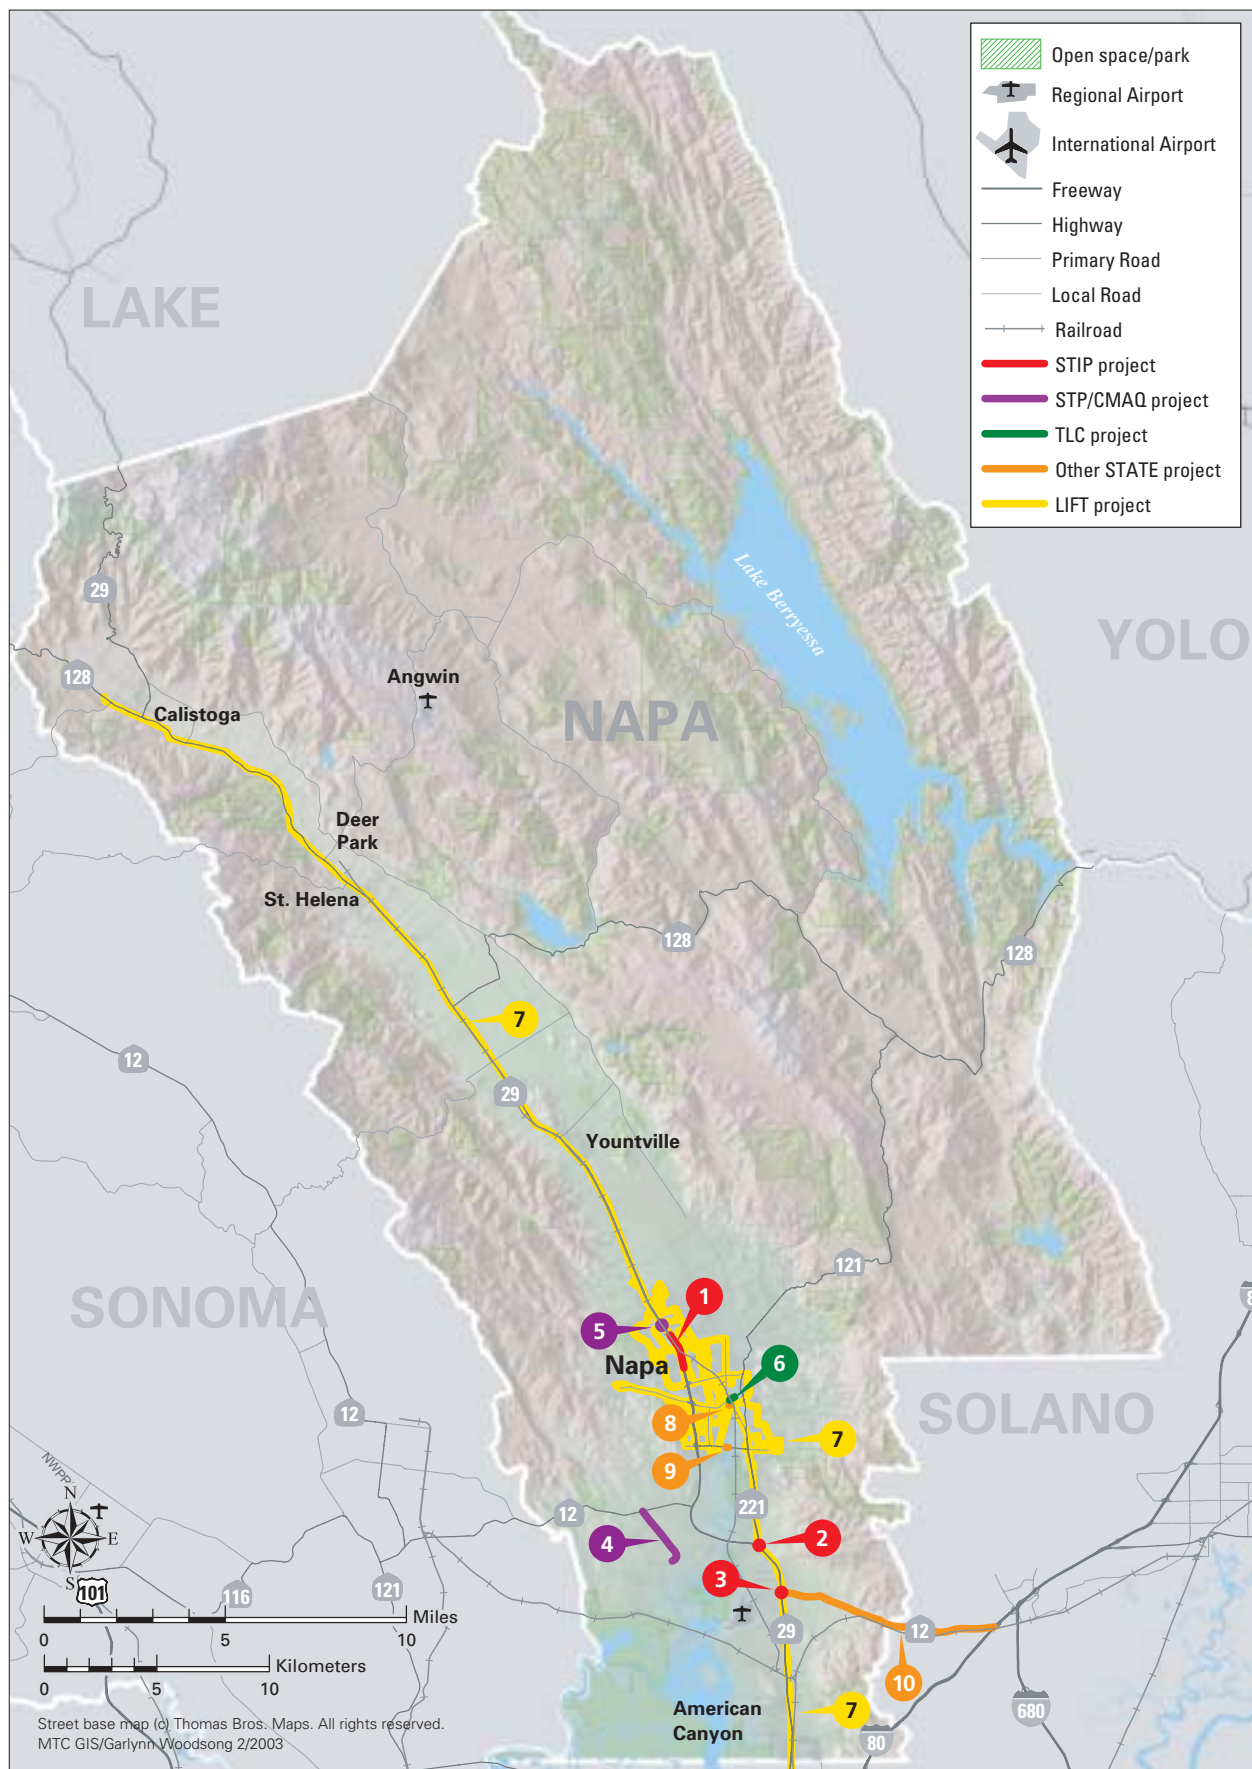 Open space/park
Regional Airport
International Airport
Freeway
Highway
Primary Road
Local Road
Railroad
STIP project
STP/CMAQ project
TLC project
Other STATE project
LIFT project
LAKE
YOLO
NAPA
SONOMA
SOLANO
Lake Berryessa
29
128
Calistoga
Angwin
Deer
Park
St. Helena
128
128
7
12
29
Yountville
121
1
5
Napa
6
8
7
9
12
12
221
4
2
3
29
12
10
American
Canyon
7
680
80
8
NWPRR
N
W
E
S
101
116
121
Miles
0
5
10
Kilometers
0
5
10
Street base map (c) Thomas Bros. Maps. All rights reserved.
MTC GIS/Garlynn Woodsong 2/2003